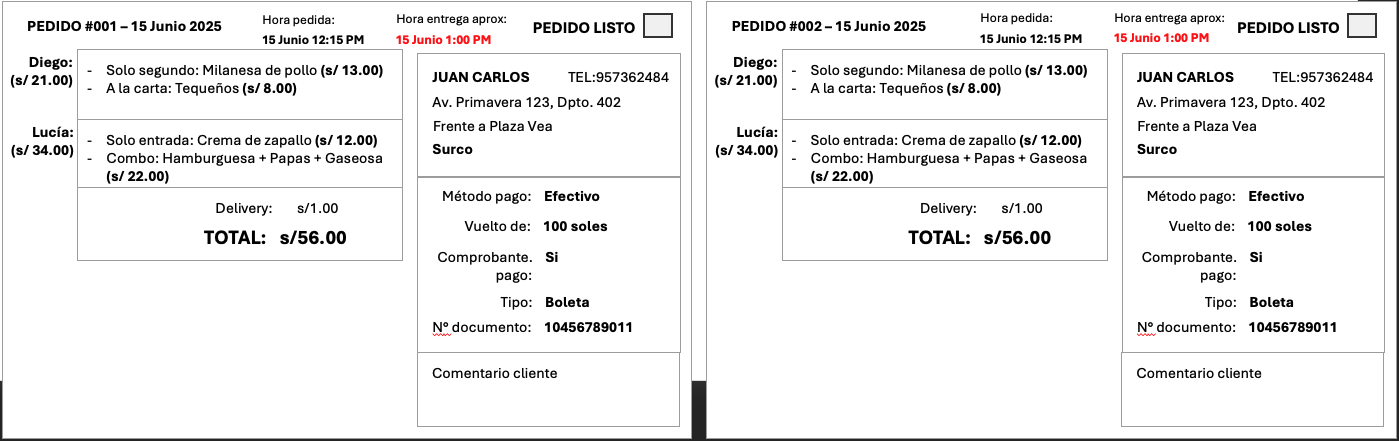 PEDIDO #001 – 15 Junio 2025
Hora pedida:
15 Junio 12:15 PM
Hora entrega aprox:
15 Junio 1:00 PM
PEDIDO LISTO
Diego:
(s/ 21.00)
- Solo segundo: Milanesa de pollo (s/ 13.00)
- A la carta: Tequeños (s/ 8.00)
Lucía:
(s/ 34.00)
- Solo entrada: Crema de zapallo (s/ 12.00)
- Combo: Hamburguesa + Papas + Gaseosa
(s/ 22.00)
Delivery: s/1.00
TOTAL: s/56.00
JUAN CARLOS TEL:957362484
Av. Primavera 123, Dpto. 402
Frente a Plaza Vea
Surco
Método pago: Efectivo
Vuelto de: 100 soles
Comprobante. Si
pago:
Tipo: Boleta
Nº documento: 10456789011
Comentario cliente
PEDIDO #002 – 15 Junio 2025
Hora pedida:
15 Junio 12:15 PM
Hora entrega aprox:
15 Junio 1:00 PM
PEDIDO LISTO
Diego:
(s/ 21.00)
- Solo segundo: Milanesa de pollo (s/ 13.00)
- A la carta: Tequeños (s/ 8.00)
Lucía:
(s/ 34.00)
- Solo entrada: Crema de zapallo (s/ 12.00)
- Combo: Hamburguesa + Papas + Gaseosa
(s/ 22.00)
Delivery: s/1.00
TOTAL: s/56.00
JUAN CARLOS TEL:957362484
Av. Primavera 123, Dpto. 402
Frente a Plaza Vea
Surco
Método pago: Efectivo
Vuelto de: 100 soles
Comprobante. Si
pago:
Tipo: Boleta
Nº documento: 10456789011
Comentario cliente